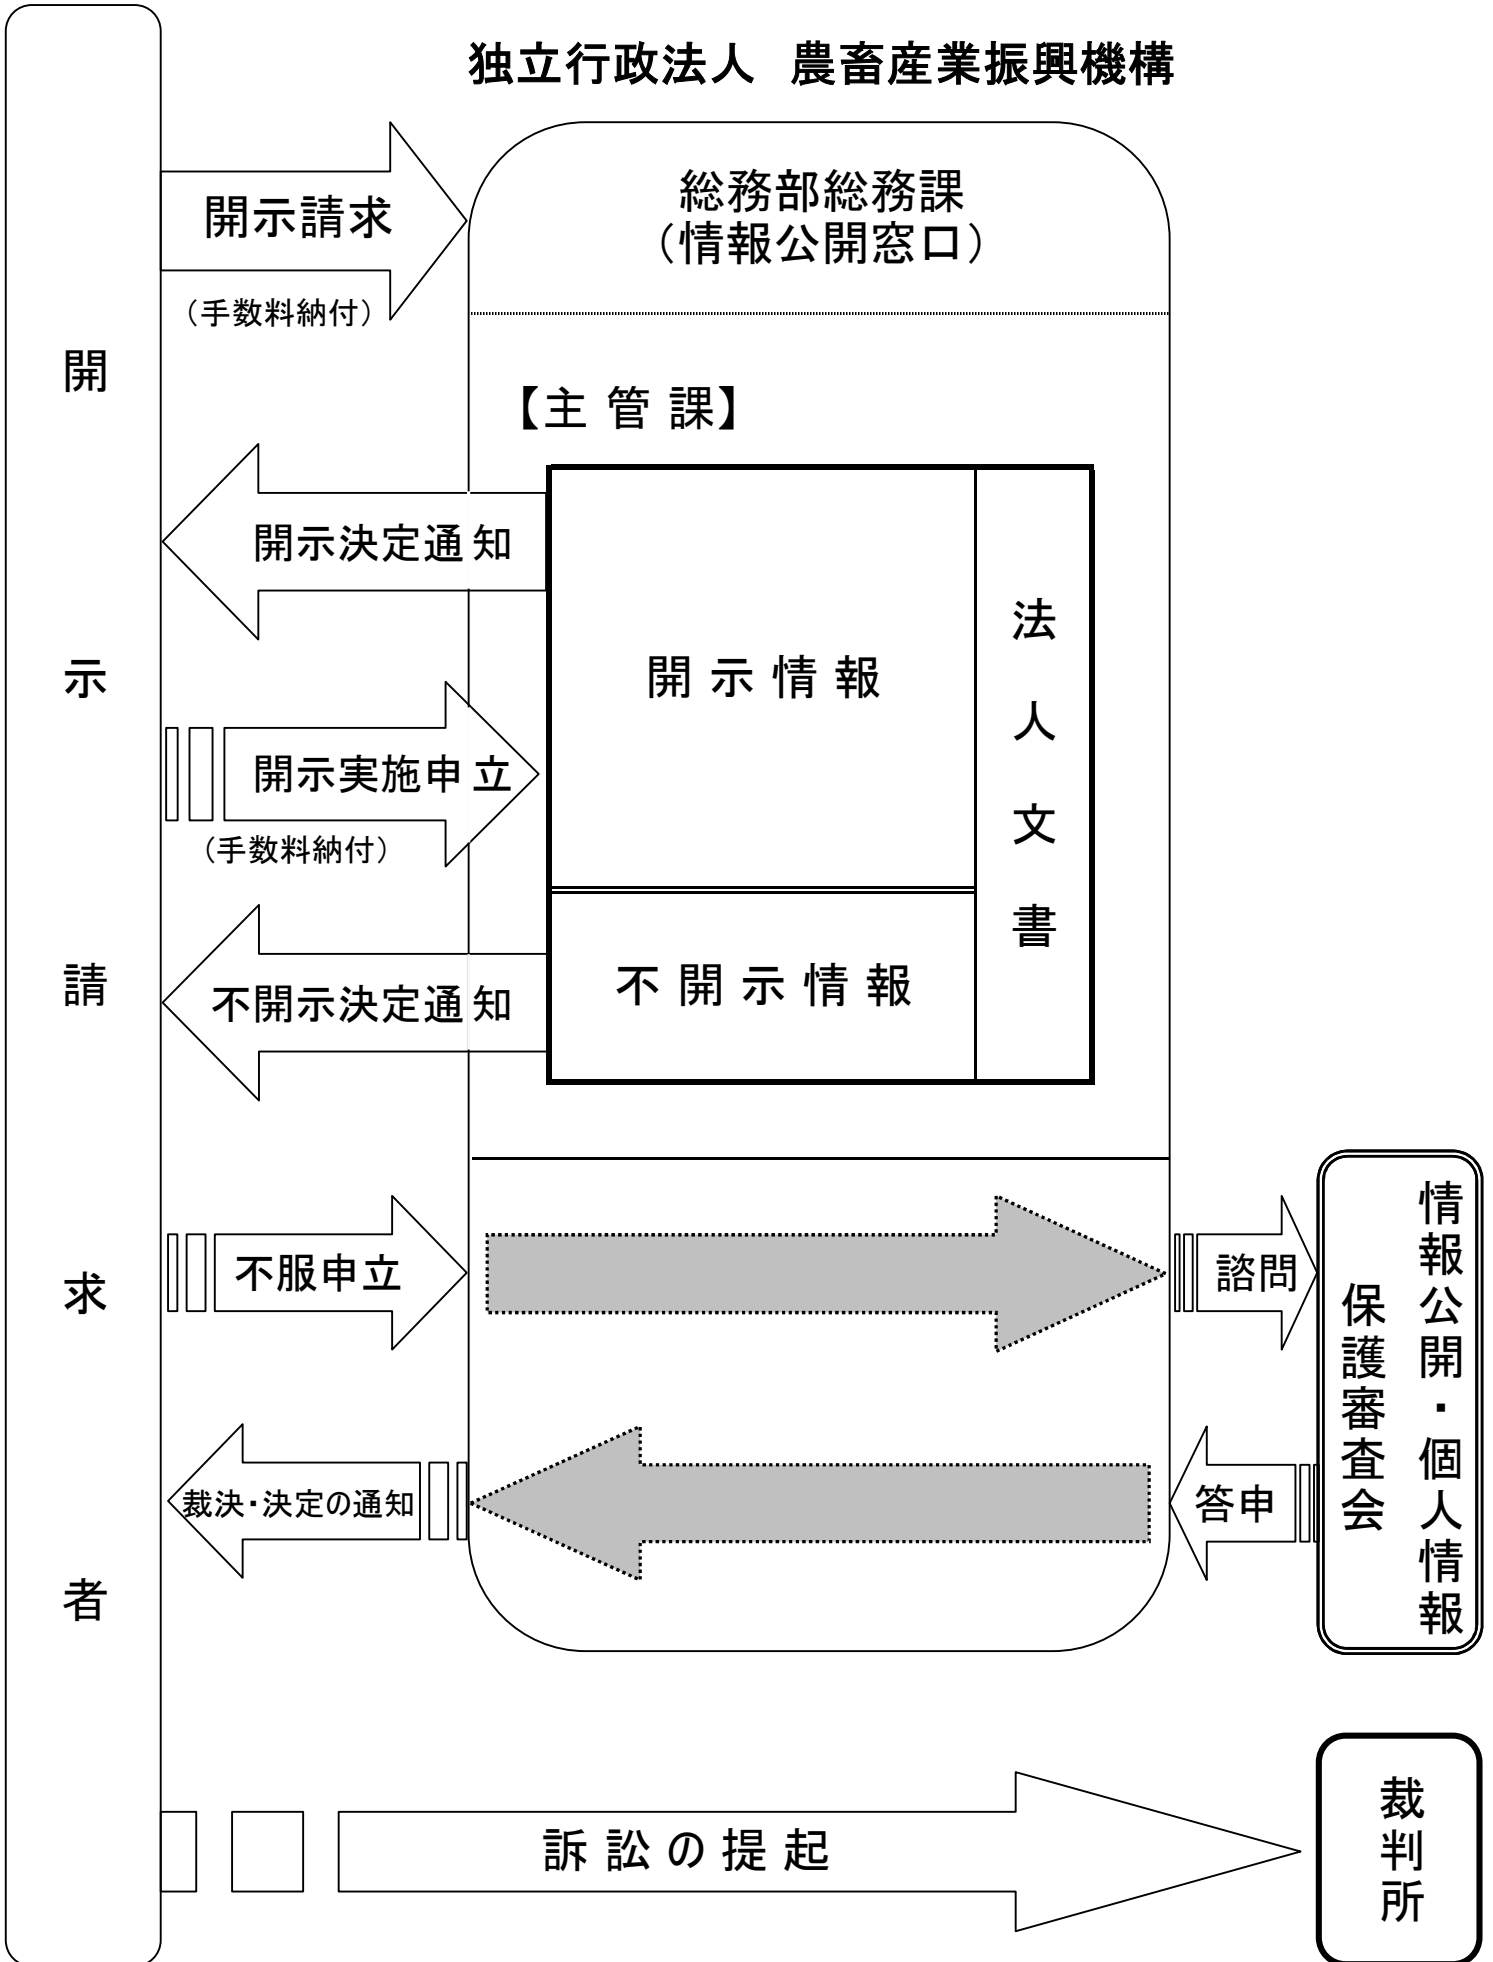 独立行政法人　農畜産業振興機構
開示請求者
開示請求
（手数料納付）
総務部総務課
（情報公開窓口）
【主 管 課】
開示決定通知
開 示 情 報
法人文書
開示実施申立
（手数料納付）
不開示決定通知
不 開 示 情 報
不服申立
諮問
情報公開・個人情報
保護審査会
裁決・決定の通知
答申
訴 訟 の 提 起
裁判所